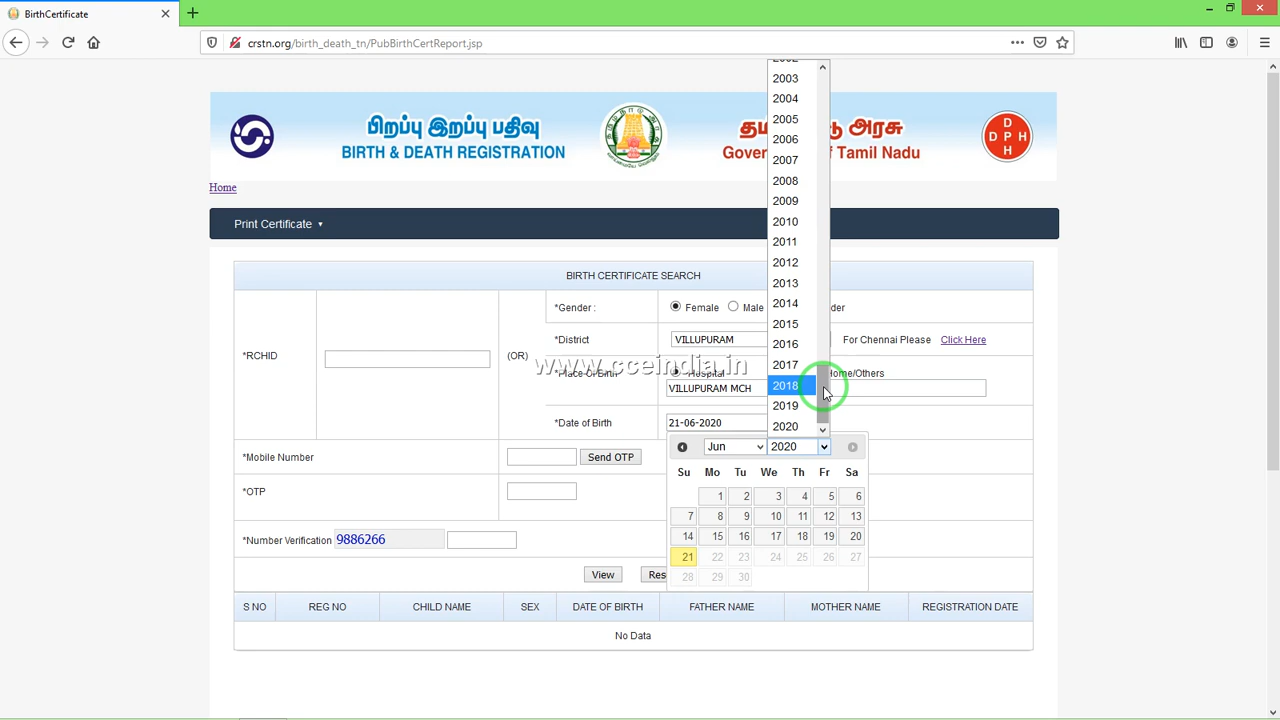 BirthCertificate
crstn.org/birth_death_tn/PubBirthCertReport.jsp
பிறப்பு இறப்பு பதிவு
BIRTH & DEATH REGISTRATION
அரசு
Tamil Nadu
D
D P H
H
Home
Print Certificate
BIRTH CERTIFICATE SEARCH
*RCHID
(OR)
*Gender :
Female
Male
*District
VILLUPURAM
For Chennai Please
Click Here
Hospital
Home/Others
VILLUPURAM MCH
*Date of Birth
21-06-2020
2003
2004
2005
2006
2007
2008
2009
2010
2011
2012
2013
2014
2015
2016
2017
2018
2019
2020
www.cceindia.in
Jun
2020
Su Mo Tu We Th Fr Sa
1 2 3 4 5 6
7 8 9 10 11 12 13
14 15 16 17 18 19 20
21 22 23 24 25 26 27
28 29 30
*Mobile Number
Send OTP
*OTP
*Number Verification
9886266
View
S NO
REG NO
CHILD NAME
SEX
DATE OF BIRTH
FATHER NAME
MOTHER NAME
REGISTRATION DATE
No Data